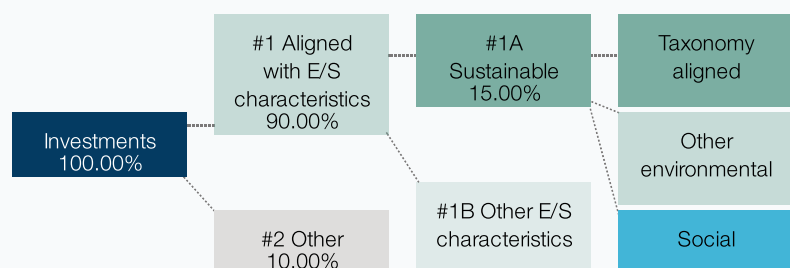 Investments
100.00%
#1 Aligned
with E/S
characteristics
90.00%
#2 Other
10.00%
#1A
Sustainable
15.00%
#1B Other E/S
characteristics
Taxonomy
aligned
Other
environmental
Social